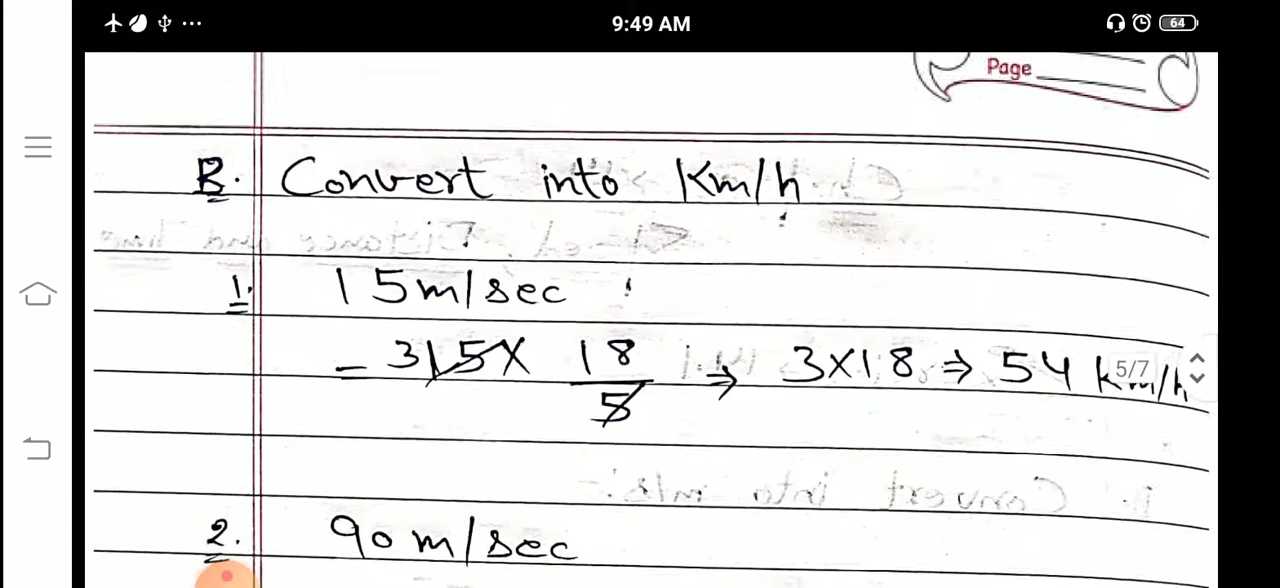 9:49 AM
64
Page
B. Convert into Km/h
1. 15m/sec
= 3 15 X 18/5 ⇒ 3X18 ⇒ 54 km/h
5/7
2. 90 m/sec